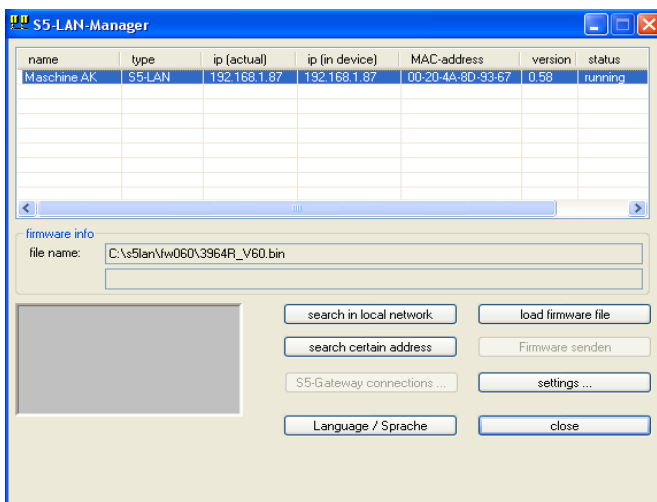 S5-LAN-Manager
name type ip (actual) ip (in device) MAC-address version status
Maschine AK S5-LAN 192.168.1.87 192.168.1.87 00-20-4A-8D-93-67 0.58 running
firmware info
file name: C:\s5lan\fw060\3964R_V60.bin
search in local network load firmware file
search certain address Firmware senden
S5-Gateway connections ... settings ...
Language / Sprache close